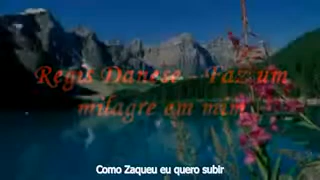 Regis Danese - Faz um
milagre em mim
Como Zaqueu eu quero subir